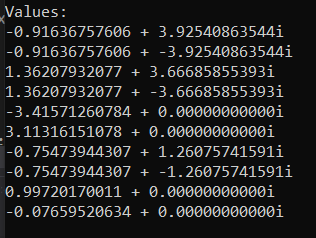 Values:
-0.91636757606 + 3.92540863544i
-0.91636757606 + -3.92540863544i
1.36207932077 + 3.66685855393i
1.36207932077 + -3.66685855393i
-3.41571260784 + 0.00000000000i
3.11316151078 + 0.00000000000i
-0.75473944307 + 1.26075741591i
-0.75473944307 + -1.26075741591i
0.99720170011 + 0.00000000000i
-0.07659520634 + 0.00000000000i